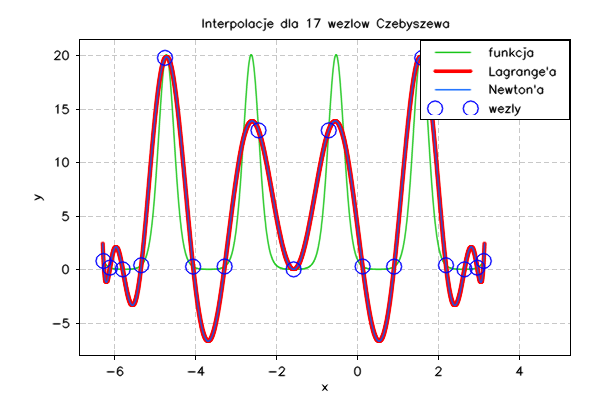 Interpolacje dla 17 wezlow Czebyszewa
funkcja
Lagrange'a
Newton'a
wezly
20
15
10
5
0
−5
y
−6 −4 −2 0 2 4
x